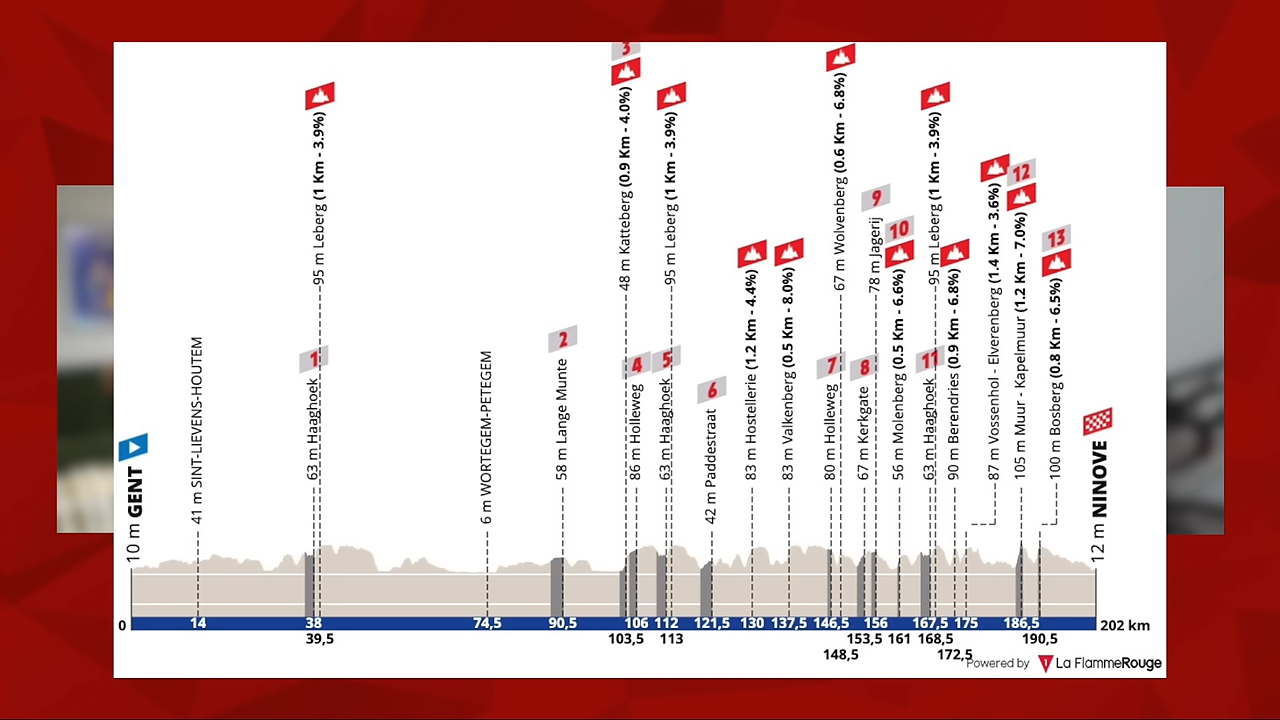 10 m GENT
41 m SINT-LIEVENS-HOUTEM
1
63 m Haaghoek
95 m Leberg (1 Km - 3.9%)
6 m WORTEGEM-PETEGEM
2
58 m Lange Munte
3
48 m Katteberg (0.9 Km - 4.0%)
4
86 m Holleweg
5
63 m Haaghoek
95 m Leberg (1 Km - 3.9%)
6
42 m Paddestraat
83 m Hostellerie (1.2 Km - 4.4%)
83 m Valkenberg (0.5 Km - 8.0%)
7
80 m Holleweg
67 m Wolvenberg (0.6 Km - 6.8%)
8
67 m Kerkgate
9
78 m Jagerij
10
56 m Molenberg (0.5 Km - 6.6%)
11
63 m Haaghoek
95 m Leberg (1 Km - 3.9%)
90 m Berendries (0.9 Km - 6.8%)
87 m Vossenhol - Elverenberg (1.4 Km - 3.6%)
12
105 m Muur - Kapelmuur (1.2 Km - 7.0%)
13
100 m Bosberg (0.8 Km - 6.5%)
12 m NINOVE
0 14 38 74,5 90,5 106 112 121,5 130 137,5 146,5 156 167,5 175 186,5 202 km
39,5 103,5 113 153,5 161 168,5 190,5
148,5 172,5
Powered by La FlammeRouge